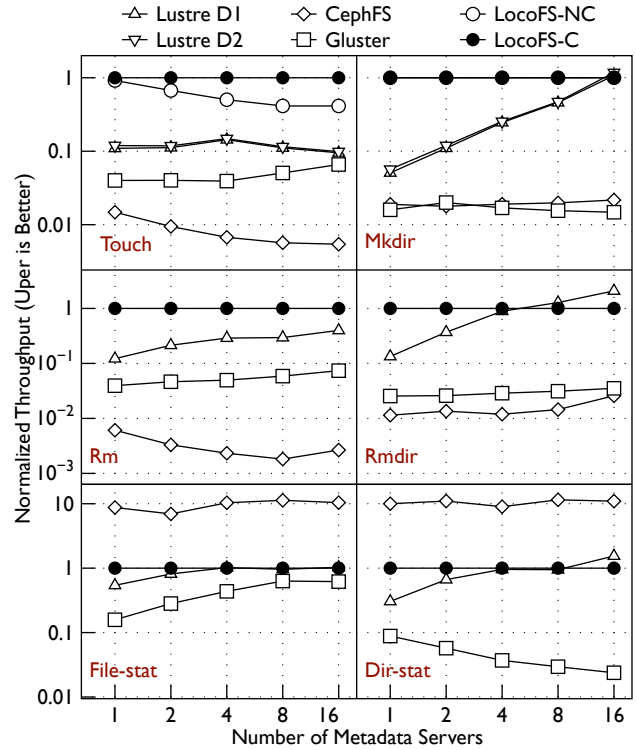 Lustre D1 CephFS LocoFS-NC
Lustre D2 Gluster LocoFS-C
Normalized Throughput (Uper is Better)
1
0.1
0.01
Touch Mkdir
1
10⁻¹
10⁻²
10⁻³
Rm Rmdir
10
1
0.1
0.01
File-stat Dir-stat
1 2 4 8 16 1 2 4 8 16
Number of Metadata Servers